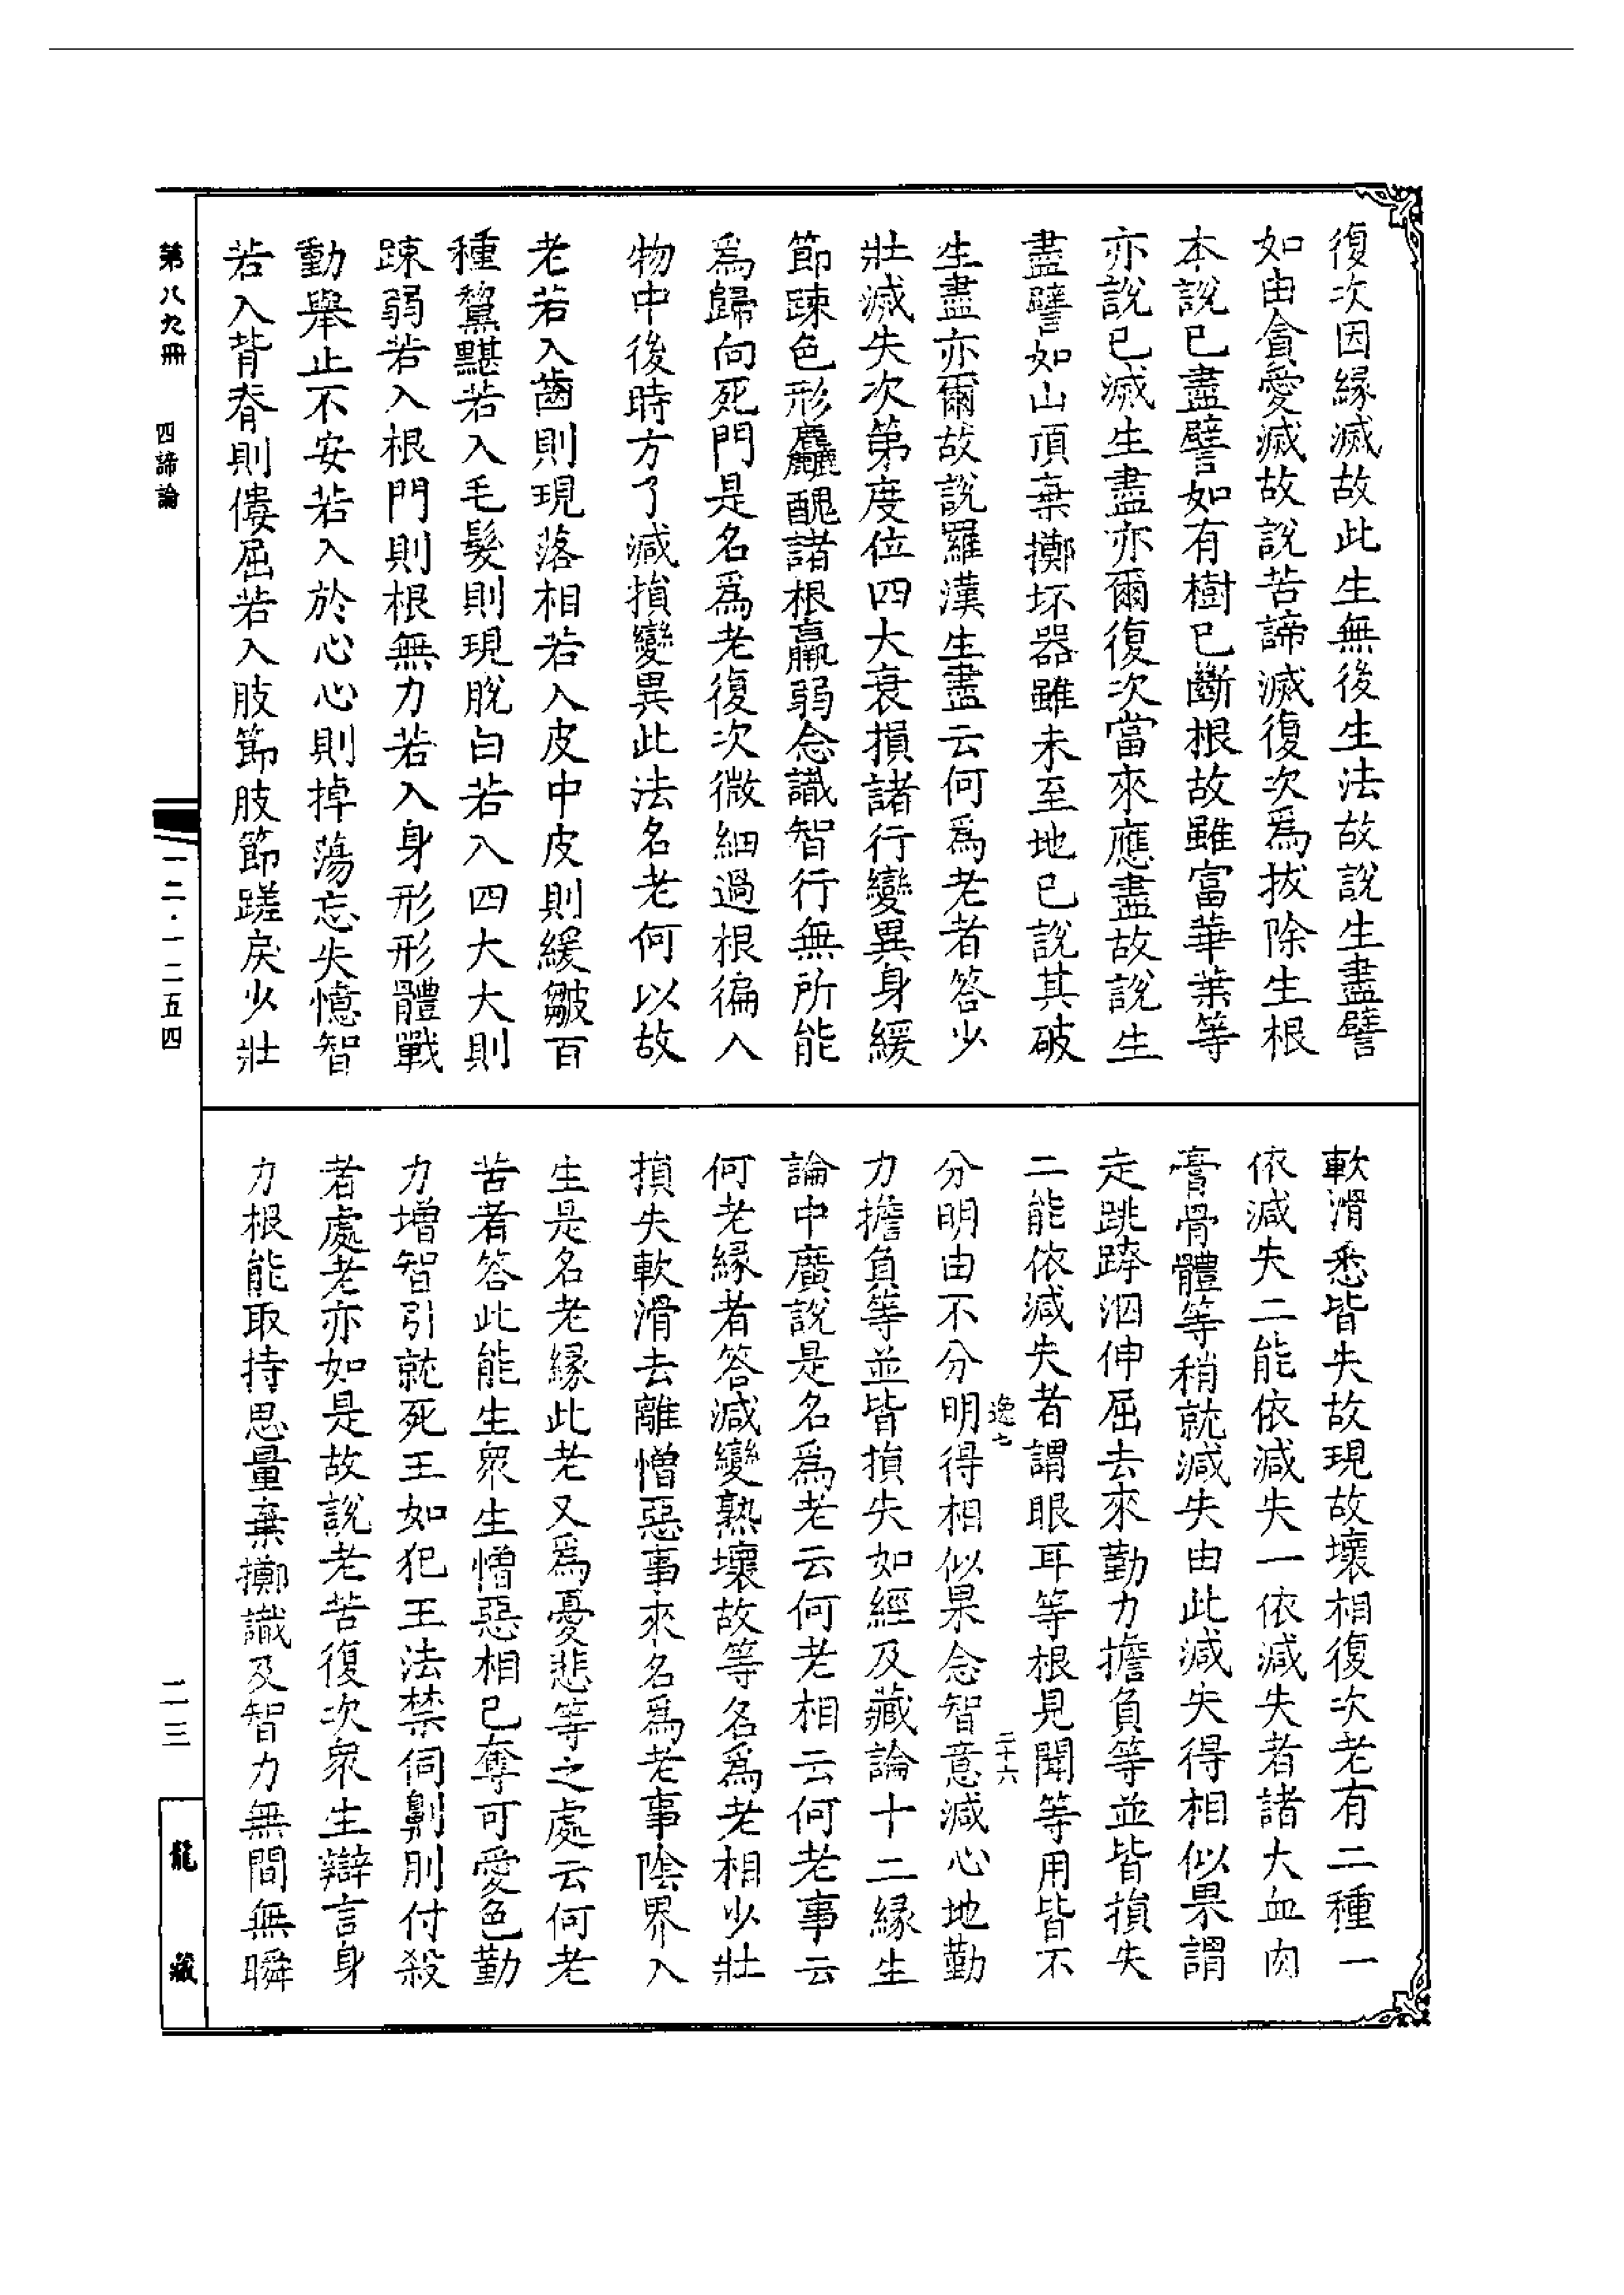 復次因緣滅故此生無後生法故說生盡譬
如由貪愛滅故說苦諦滅復次爲拔除生根
本說已盡譬如有樹已斷根故雖富華葉等
亦說已滅生盡亦爾復次當來應盡故說生
盡譬如山頂棄擲坏器雖未至地已說其破
生盡亦爾故說羅漢生盡云何爲老者答少
壯減失次第度位四大衰損諸行變異身緩
節踈色形麤醜諸根羸弱念識智行無所能
爲歸向死門是名爲老復次微細過根徧入
物中後時方了減損變異此法名老何以故
老若入齒則現落相若入皮中皮則緩皺百
種黧黮若入毛髮則現脫白若入四大大則
踈弱若入根門則根無力若入身形形體戰
動舉止不安若入於心心則掉蕩忘失憶智
若入背脊則僂屈若入肢節肢節蹉戾少壯
軟滑悉皆失故現故壞相復次老有二種一
依減失二能依減失一依減失者諸大血肉
膏骨體等稍就減失由此減失得相似果謂
走跳躋泅伸屈去來勤力擔負等並皆損失
二能依減失者謂眼耳等根見聞等用皆不
逸七
二十六
分明由不分明得相似果念智意減心地勤
力擔負等並皆損失如經及藏論十二緣生
論中廣說是名爲老云何老相云何老事云
何老緣者答減變熟壞故等名爲老相少壯
損失軟滑去離憎惡事來名爲老事陰界入
生是名老緣此老又爲憂悲等之處云何老
苦者答此能生衆生憎惡相已奪可愛色勤
力增智引就死王如犯王法禁伺劓刖付殺
者處老亦如是故說老苦復次衆生辯言身
力根能取持思量棄擲識及智力無間無瞬
第八九冊
四諦論
一二·一二五四
二三
龍藏